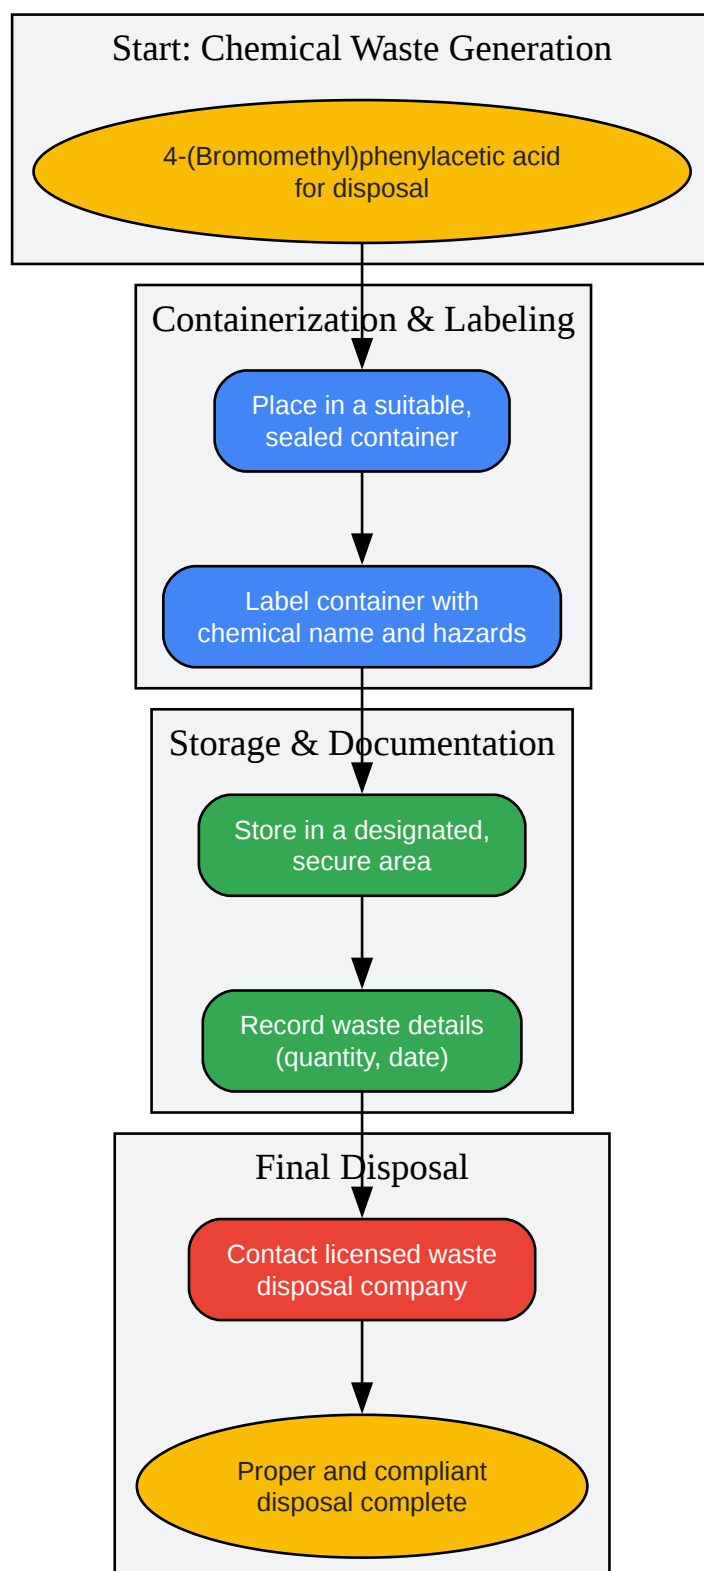 Start: Chemical Waste Generation
4-(Bromomethyl)phenylacetic acid
for disposal
Containerization & Labeling
Place in a suitable,
sealed container
Label container with
chemical name and hazards
Storage & Documentation
Store in a designated,
secure area
Record waste details
(quantity, date)
Final Disposal
Contact licensed waste
disposal company
Proper and compliant
disposal complete